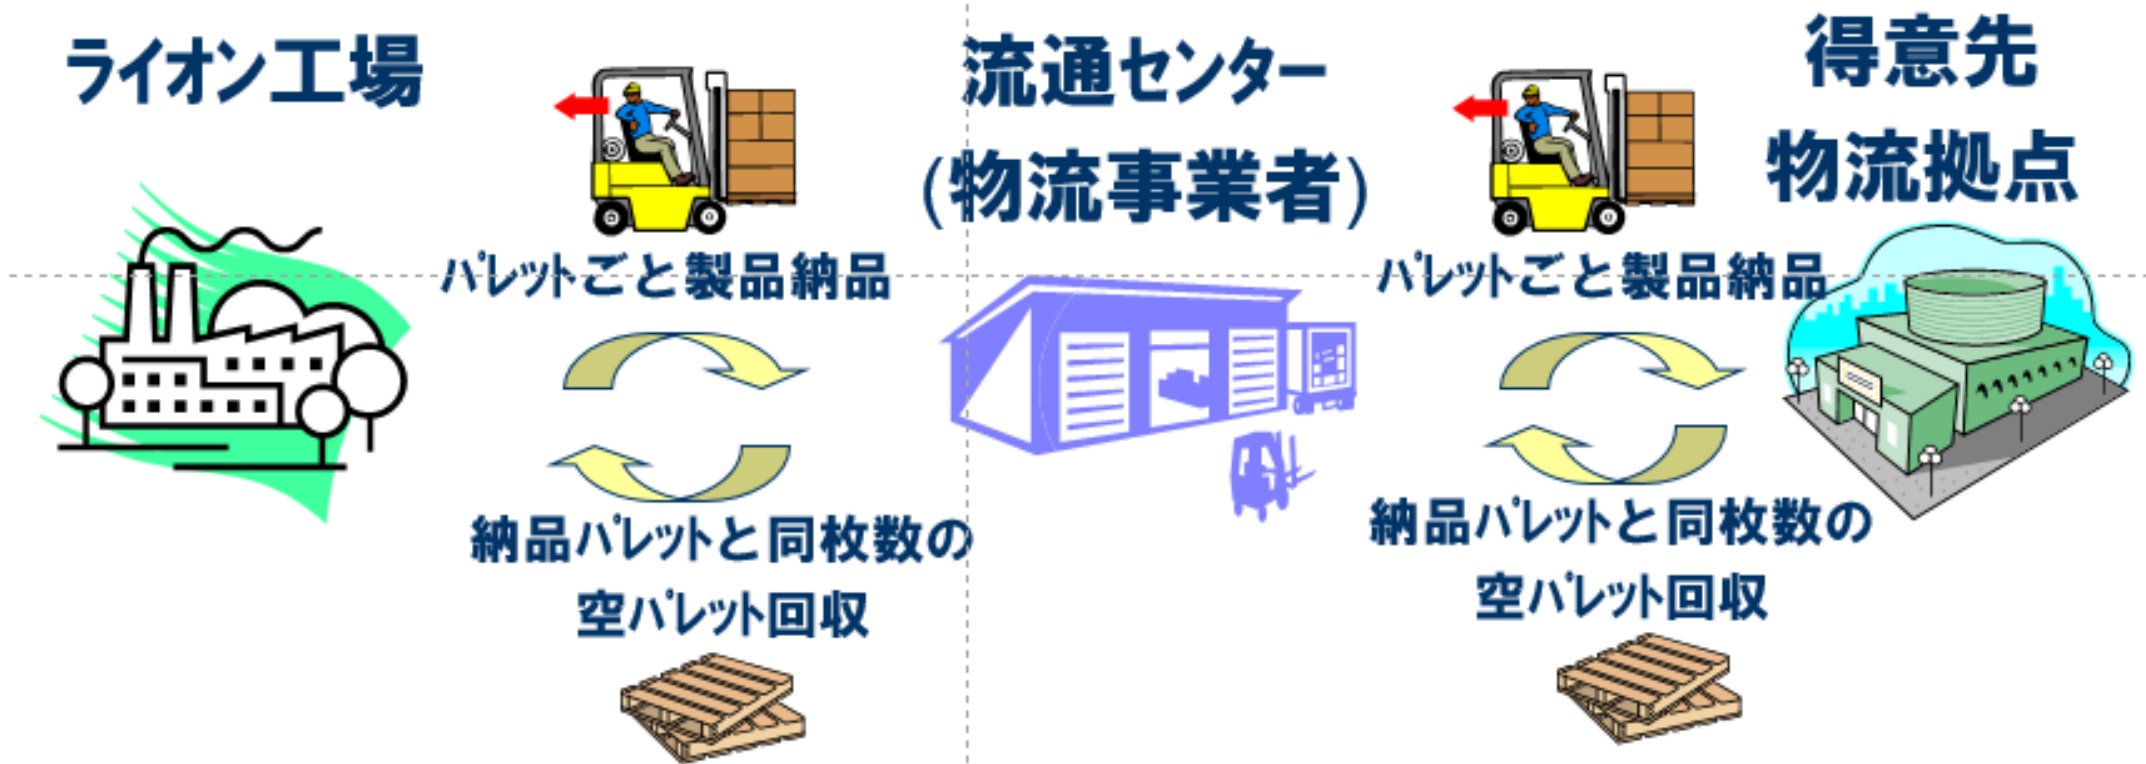 ライオン工場
パレットごと製品納品
納品パレットと同枚数の
空パレット回収
流通センター
(物流事業者)
パレットごと製品納品
納品パレットと同枚数の
空パレット回収
得意先
物流拠点